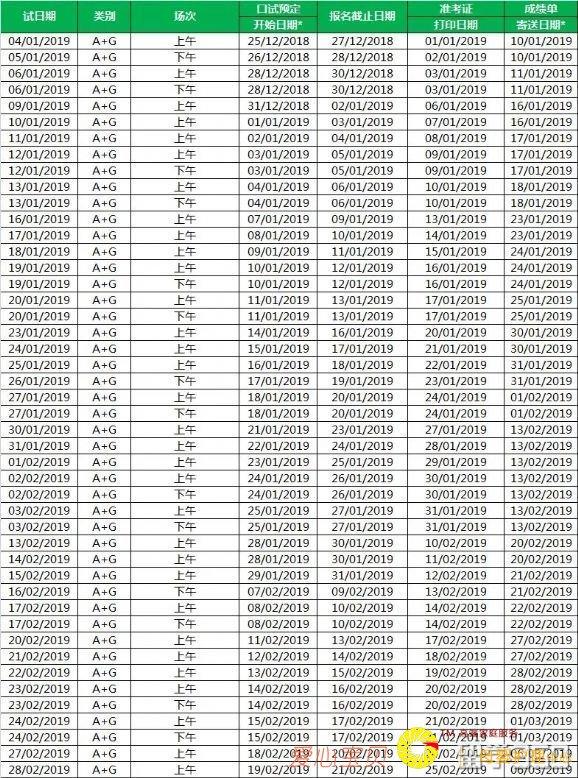 试日期 类别 场次 口试预定开始日期* 报名截止日期 准考证打印日期 成绩单寄送日期*
04/01/2019 A+G 上午 25/12/2018 27/12/2018 01/01/2019 10/01/2019
05/01/2019 A+G 下午 26/12/2018 28/12/2018 02/01/2019 10/01/2019
06/01/2019 A+G 上午 28/12/2018 30/12/2018 03/01/2019 11/01/2019
06/01/2019 A+G 下午 28/12/2018 30/12/2018 03/01/2019 11/01/2019
09/01/2019 A+G 上午 31/12/2018 02/01/2019 06/01/2019 16/01/2019
10/01/2019 A+G 上午 01/01/2019 03/01/2019 07/01/2019 16/01/2019
11/01/2019 A+G 上午 02/01/2019 04/01/2019 08/01/2019 17/01/2019
12/01/2019 A+G 上午 03/01/2019 05/01/2019 09/01/2019 17/01/2019
12/01/2019 A+G 下午 03/01/2019 05/01/2019 09/01/2019 17/01/2019
13/01/2019 A+G 上午 04/01/2019 06/01/2019 10/01/2019 18/01/2019
13/01/2019 A+G 下午 04/01/2019 06/01/2019 10/01/2019 18/01/2019
16/01/2019 A+G 上午 07/01/2019 09/01/2019 13/01/2019 23/01/2019
17/01/2019 A+G 上午 08/01/2019 10/01/2019 14/01/2019 23/01/2019
18/01/2019 A+G 上午 09/01/2019 11/01/2019 15/01/2019 24/01/2019
19/01/2019 A+G 上午 10/01/2019 12/01/2019 16/01/2019 24/01/2019
19/01/2019 A+G 下午 10/01/2019 12/01/2019 16/01/2019 24/01/2019
20/01/2019 A+G 上午 11/01/2019 13/01/2019 17/01/2019 25/01/2019
20/01/2019 A+G 下午 11/01/2019 13/01/2019 17/01/2019 25/01/2019
23/01/2019 A+G 上午 14/01/2019 16/01/2019 20/01/2019 30/01/2019
24/01/2019 A+G 上午 15/01/2019 17/01/2019 21/01/2019 30/01/2019
25/01/2019 A+G 上午 16/01/2019 18/01/2019 22/01/2019 31/01/2019
26/01/2019 A+G 下午 17/01/2019 19/01/2019 23/01/2019 31/01/2019
27/01/2019 A+G 上午 18/01/2019 20/01/2019 24/01/2019 01/02/2019
27/01/2019 A+G 下午 18/01/2019 20/01/2019 24/01/2019 01/02/2019
30/01/2019 A+G 上午 21/01/2019 23/01/2019 27/01/2019 13/02/2019
31/01/2019 A+G 上午 22/01/2019 24/01/2019 28/01/2019 13/02/2019
01/02/2019 A+G 上午 23/01/2019 25/01/2019 29/01/2019 13/02/2019
02/02/2019 A+G 上午 24/01/2019 26/01/2019 30/01/2019 13/02/2019
02/02/2019 A+G 下午 24/01/2019 26/01/2019 30/01/2019 13/02/2019
03/02/2019 A+G 上午 25/01/2019 27/01/2019 31/01/2019 13/02/2019
03/02/2019 A+G 下午 25/01/2019 27/01/2019 31/01/2019 13/02/2019
13/02/2019 A+G 上午 28/01/2019 30/01/2019 10/02/2019 20/02/2019
14/02/2019 A+G 上午 28/01/2019 30/01/2019 11/02/2019 20/02/2019
15/02/2019 A+G 上午 29/01/2019 31/01/2019 12/02/2019 21/02/2019
16/02/2019 A+G 下午 07/02/2019 09/02/2019 13/02/2019 21/02/2019
17/02/2019 A+G 上午 08/02/2019 10/02/2019 14/02/2019 22/02/2019
17/02/2019 A+G 下午 08/02/2019 10/02/2019 14/02/2019 22/02/2019
20/02/2019 A+G 上午 11/02/2019 13/02/2019 17/02/2019 27/02/2019
21/02/2019 A+G 上午 12/02/2019 14/02/2019 18/02/2019 27/02/2019
22/02/2019 A+G 上午 13/02/2019 15/02/2019 19/02/2019 28/02/2019
23/02/2019 A+G 上午 14/02/2019 16/02/2019 20/02/2019 28/02/2019
23/02/2019 A+G 下午 14/02/2019 16/02/2019 20/02/2019 28/02/2019
24/02/2019 A+G 上午 15/02/2019 17/02/2019 21/02/2019 01/03/2019
24/02/2019 A+G 下午 15/02/2019 17/02/2019 01/03/2019
27/02/2019 A+G 上午 18/02/2019 20/02/2019
28/02/2019 A+G 上午 19/02/2019 25/02/2019 06/03/2019